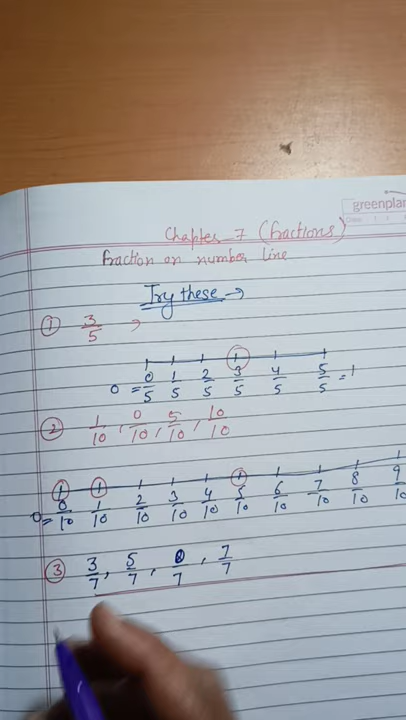 greenplan
Chapter-7 (fractions)
fraction on number line
Try these →
① 3/5 →
0 = 0/5 1/5 2/5 3/5 4/5 5/5 = 1
② 1/10, 0/10, 5/10, 10/10
0 = 0/10 1/10 2/10 3/10 4/10 5/10 6/10 7/10 8/10 9/10
③ 3/7, 5/7, 0/7, 7/7